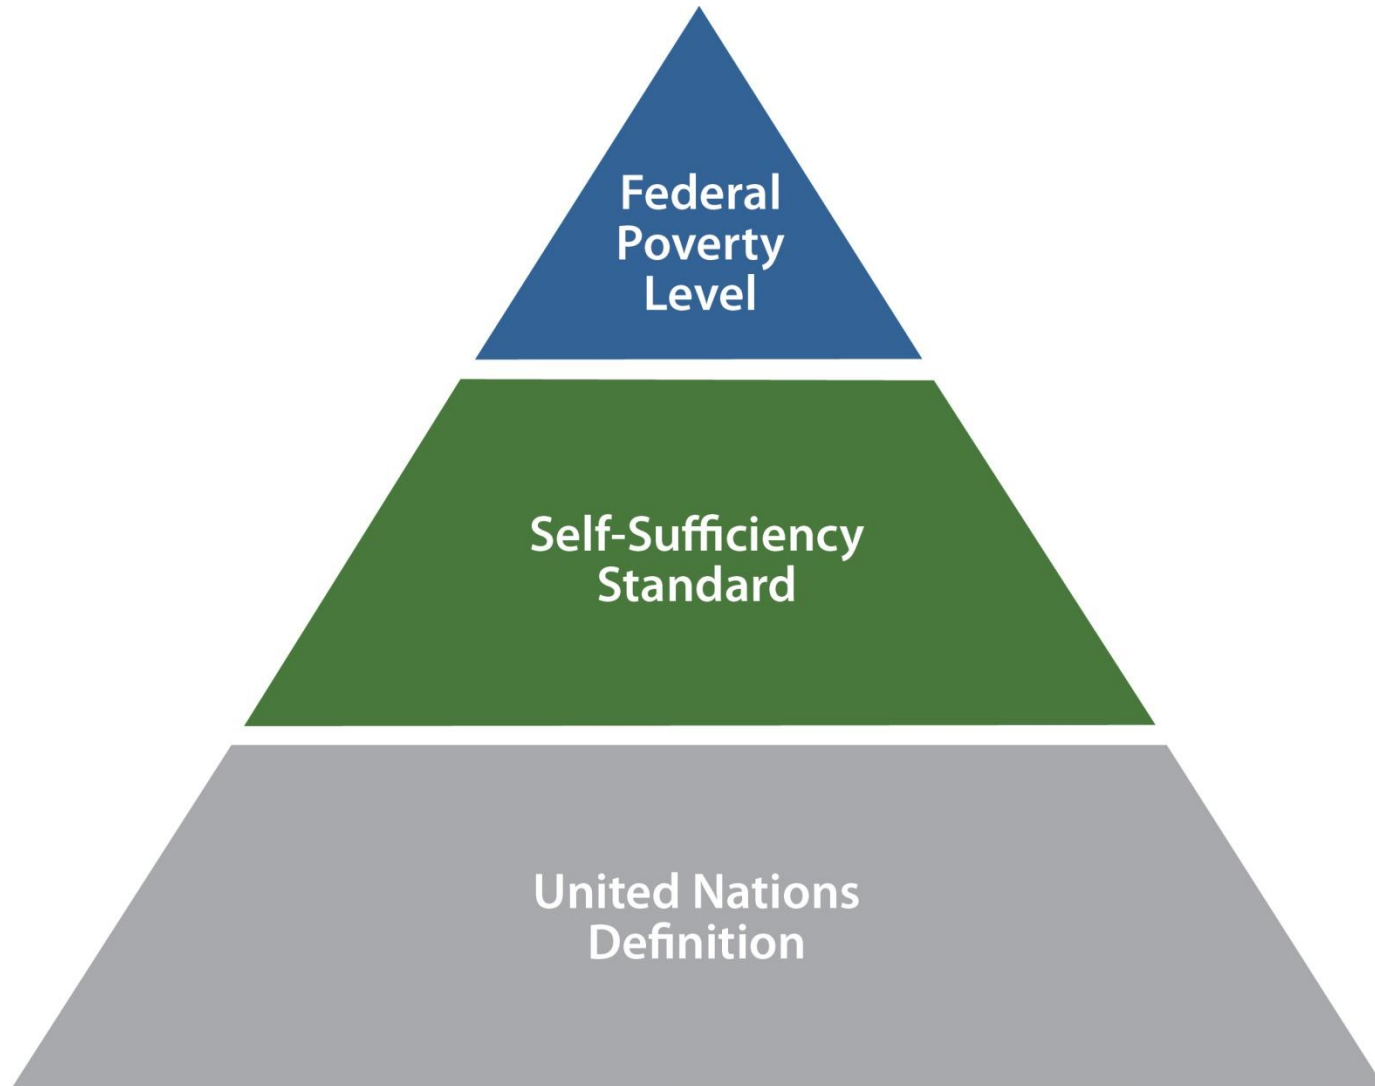 Federal
Poverty
Level
Self-Sufficiency
Standard
United Nations
Definition